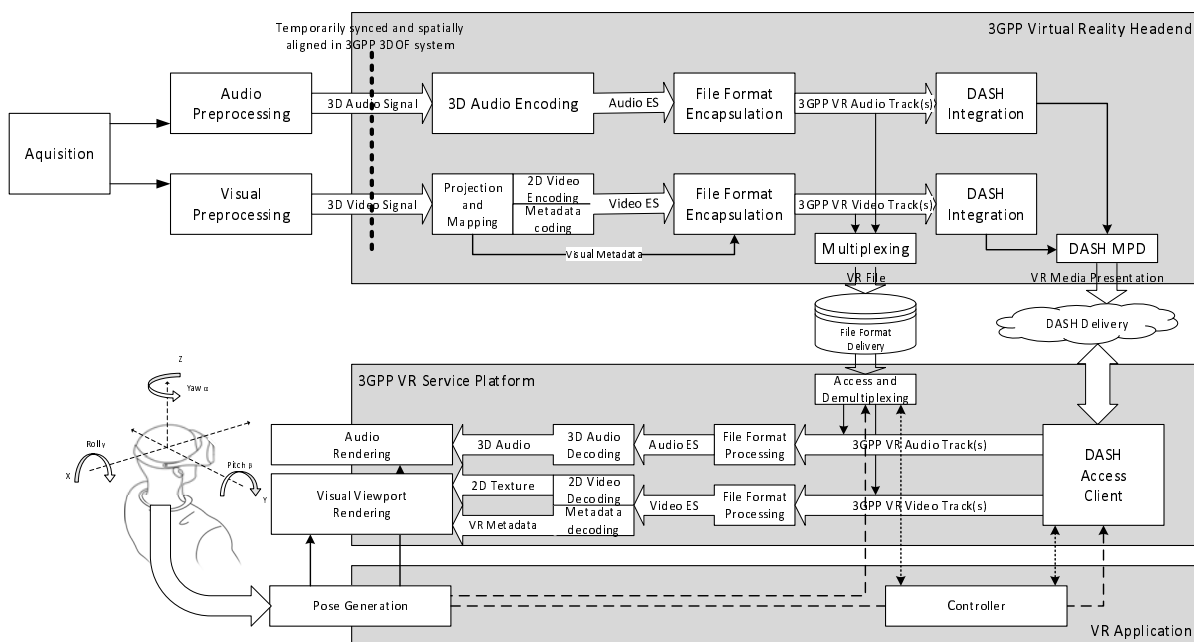 Temporarily synced and spatially
aligned in 3GPP 3DOF system
3GPP Virtual Reality Headend
Aquisition
Audio
Preprocessing
3D Audio Signal
3D Audio Encoding
Audio ES
File Format
Encapsulation
3GPP VR Audio Track(s)
DASH
Integration
Visual
Preprocessing
3D Video Signal
Projection
and
Mapping
2D Video
Encoding
Metadata
coding
Video ES
File Format
Encapsulation
3GPP VR Video Track(s)
DASH
Integration
Visual Metadata
Multiplexing
DASH MPD
VR File
VR Media Presentation
File Format
Delivery
DASH Delivery
3GPP VR Service Platform
Access and
Demultiplexing
Z
Yaw α
Roll γ
X
Pitch β
Y
Audio
Rendering
3D Audio
3D Audio
Decoding
Audio ES
File Format
Processing
3GPP VR Audio Track(s)
DASH
Access
Client
Visual Viewport
Rendering
2D Texture
VR Metadata
2D Video
Decoding
Metadata
decoding
Video ES
File Format
Processing
3GPP VR Video Track(s)
Pose Generation
Controller
VR Application